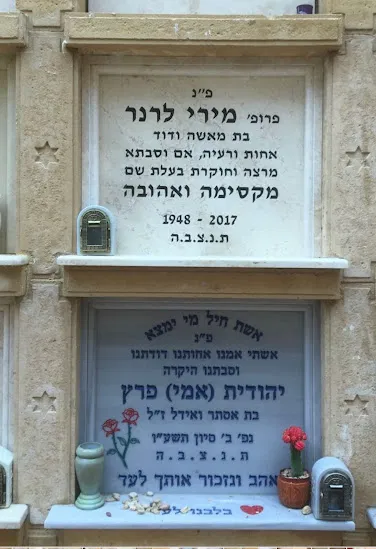 פ"נ
פרופ' מירי לרנר
בת מאשה ודוד
אחות ורעיה, אם וסבתא
מרצה וחוקרת בעלת שם
מקסימה ואהובה
1948 - 2017
ת.נ.צ.ב.ה
אשת חיל מי ימצא
פ"נ
אשתי אמנו אחותנו דודתנו
וסבתנו היקרה
יהודית (אמי) פרץ
בת אסתר ואידל ז"ל
נפ' ב' סיון תשע"ו
ת.נ.צ.ב.ה
אהב ונזכור אותך לעד
בלבנו